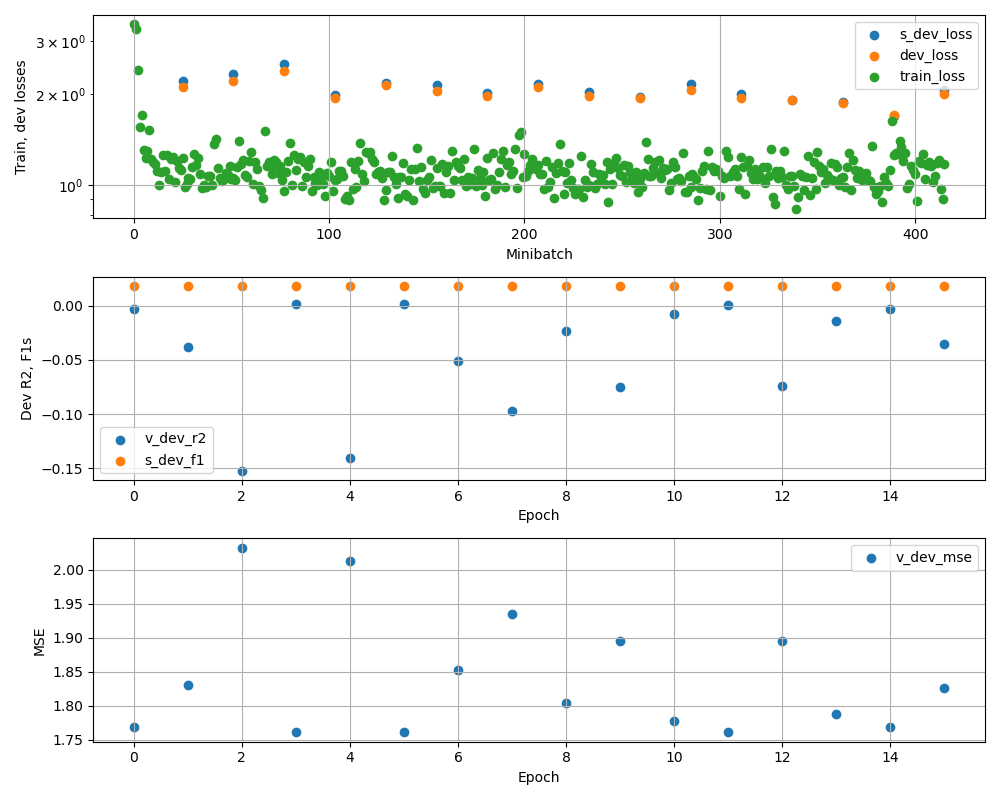 Train, dev losses
3 × 10⁰
2 × 10⁰
10⁰
s_dev_loss
dev_loss
train_loss
0
100
200
300
400
Minibatch
Dev R2, F1s
0.00
−0.05
−0.10
−0.15
v_dev_r2
s_dev_f1
0
2
4
6
8
10
12
14
Epoch
MSE
2.00
1.95
1.90
1.85
1.80
1.75
v_dev_mse
0
2
4
6
8
10
12
14
Epoch